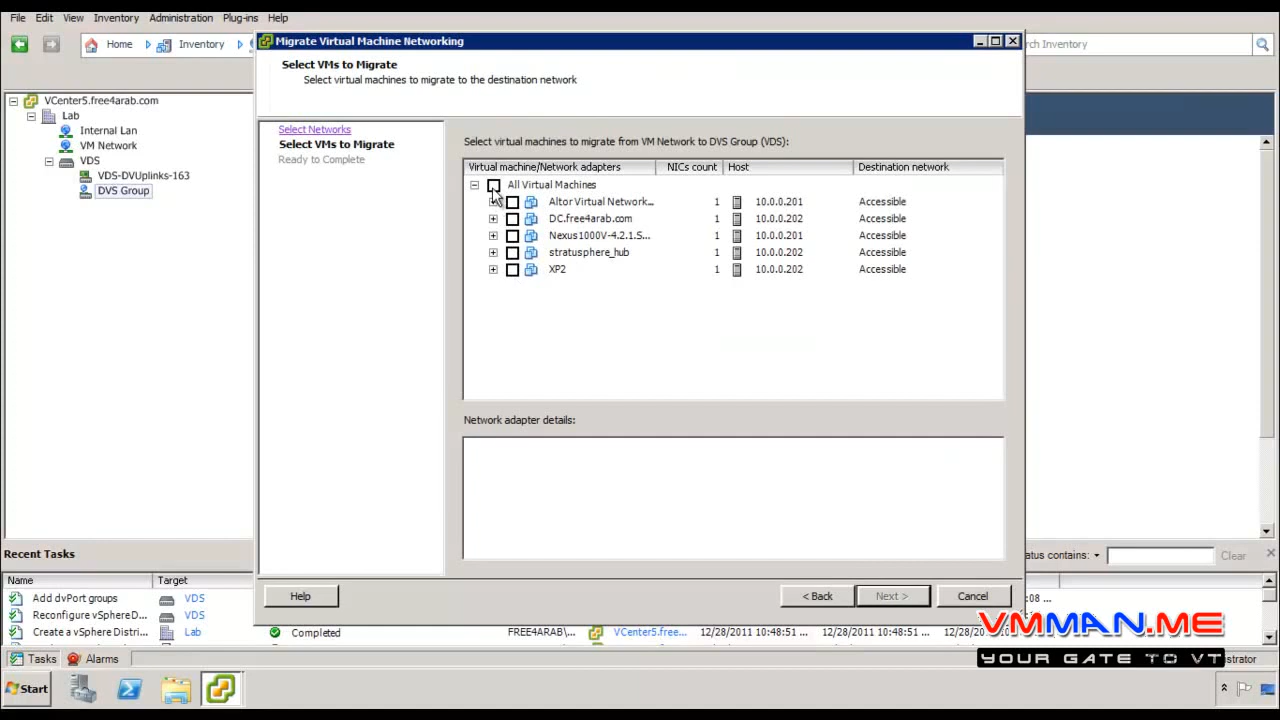 File Edit View Inventory Administration Plug-ins Help
Home Inventory
Migrate Virtual Machine Networking
Select VMs to Migrate
Select virtual machines to migrate to the destination network
VCenter5.free4arab.com
Lab
Internal Lan
VM Network
VDS
VDS-DVUplinks-163
DVS Group
Select Networks
Select VMs to Migrate
Ready to Complete
Select virtual machines to migrate from VM Network to DVS Group (VDS):
Virtual machine/Network adapters NICs count Host Destination network
All Virtual Machines
Altor Virtual Network... 1 10.0.0.201 Accessible
DC.free4arab.com 1 10.0.0.202 Accessible
Nexus1000V-4.2.1.S... 1 10.0.0.201 Accessible
stratusphere_hub 1 10.0.0.202 Accessible
XP2 1 10.0.0.202 Accessible
Network adapter details:
Help < Back Next > Cancel
Recent Tasks
Clear
Name Target
Add dvPort groups VDS
Reconfigure vSphere D... VDS
Create a vSphere Distri... Lab Completed FREE4ARAB\... VCenter5.free... 12/28/2011 10:48:51 ... 12/28/2011 10:48:51 ...
Tasks Alarms
VMMAN.ME
YOUR GATE TO VT
Start